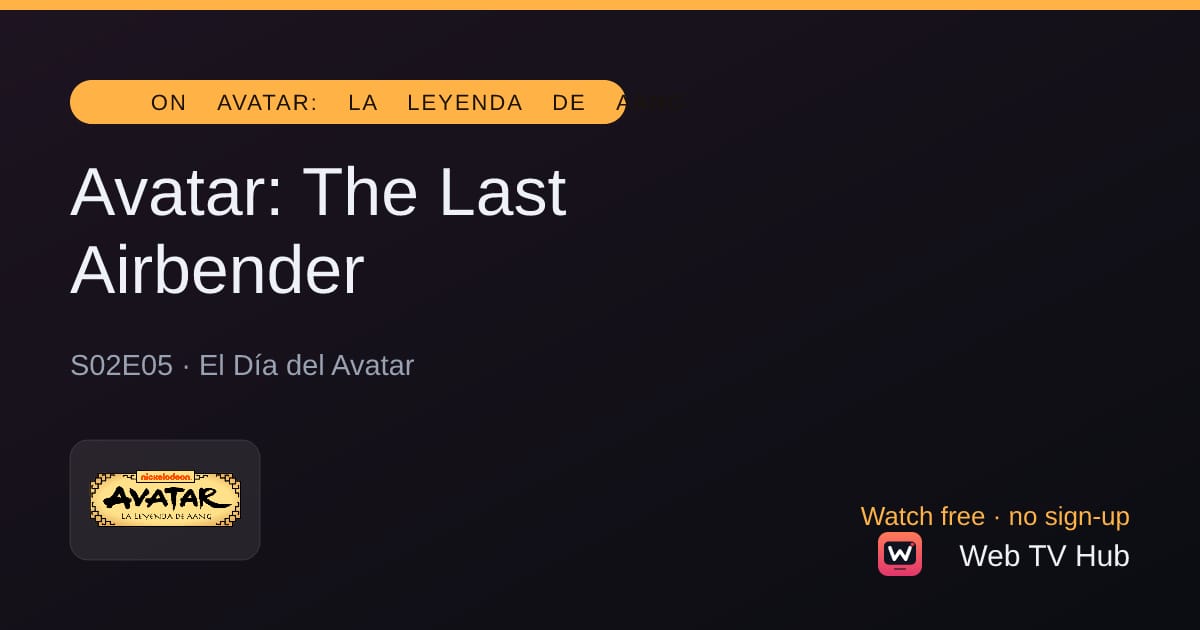 ON AVATAR: LA LEYENDA DE
Avatar: The Last
Airbender
S02E05 · El Día del Avatar
nickelodeon
AVATAR
LA LEYENDA DE AANG
Watch free · no sign-up
W
Web TV Hub